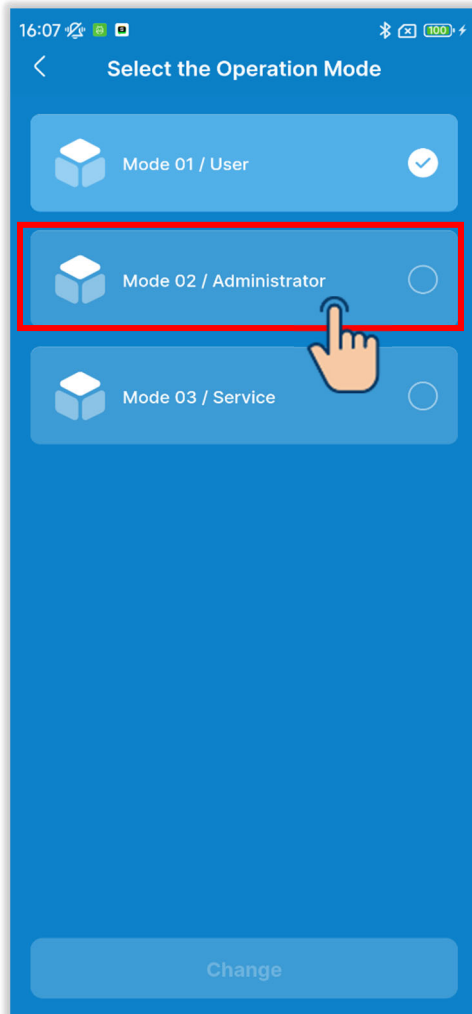 16:07
100
Select the Operation Mode
Mode 01 / User
Mode 02 / Administrator
Mode 03 / Service
Change